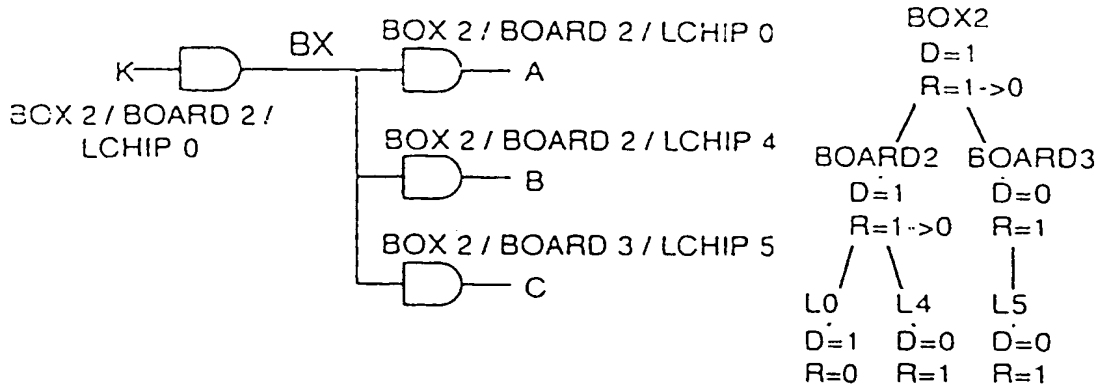 BX
K
BOX 2 / BOARD 2 /
LCHIP 0
BOX 2 / BOARD 2 / LCHIP 0
A
BOX 2 / BOARD 2 / LCHIP 4
B
BOX 2 / BOARD 3 / LCHIP 5
C
BOX2
D=1
R=1->0
BOARD2 BOARD3
D=1 D=0
R=1->0 R=1
L0 L4 L5
D=1 D=0 D=0
R=0 R=1 R=1